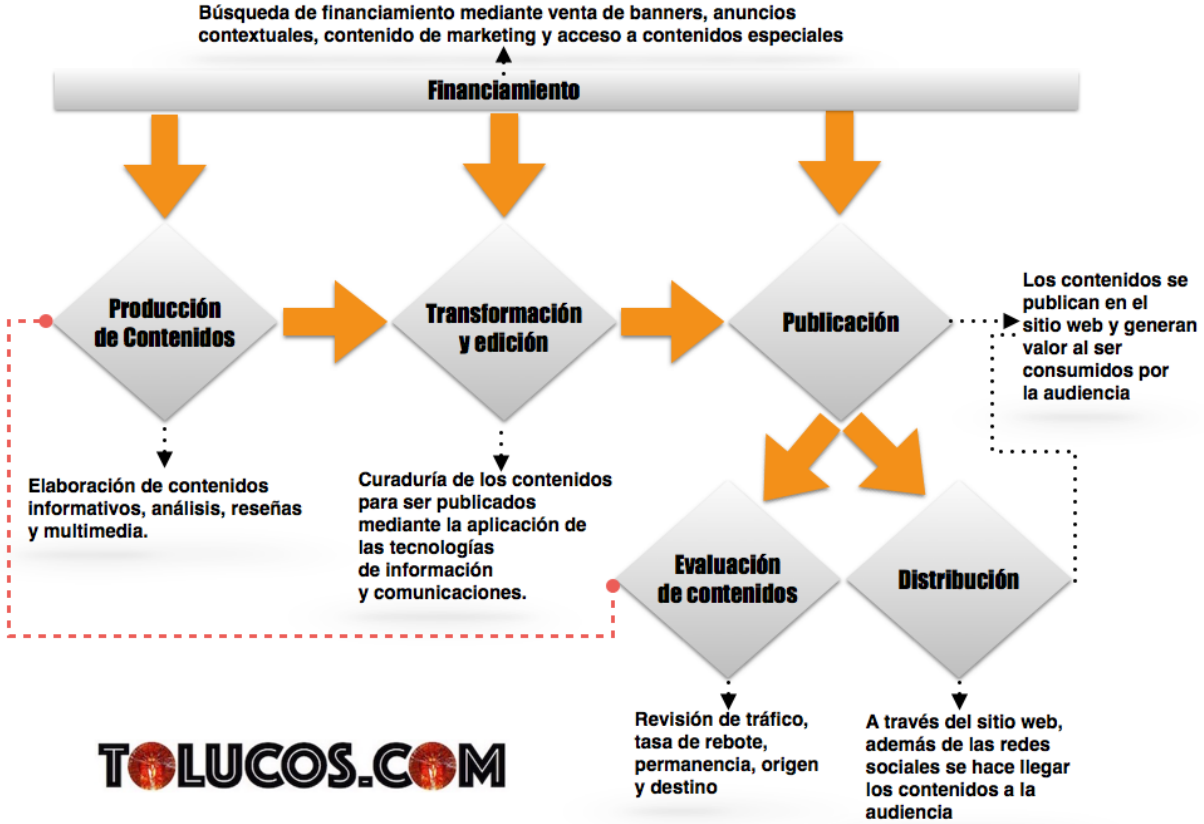 Búsqueda de financiamiento mediante venta de banners, anuncios
contextuales, contenido de marketing y acceso a contenidos especiales
Financiamiento
Producción
de Contenidos
Transformación
y edición
Publicación
Los contenidos se
publican en el
sitio web y generan
valor al ser
consumidos por
la audiencia
Elaboración de contenidos
informativos, análisis, reseñas
y multimedia.
Curaduría de los contenidos
para ser publicados
mediante la aplicación de
las tecnologías
de información
y comunicaciones.
Evaluación
de contenidos
Distribución
Revisión de tráfico,
tasa de rebote,
permanencia, origen
y destino
A través del sitio web,
además de las redes
sociales se hace llegar
los contenidos a la
audiencia
TOLUCOS.COM